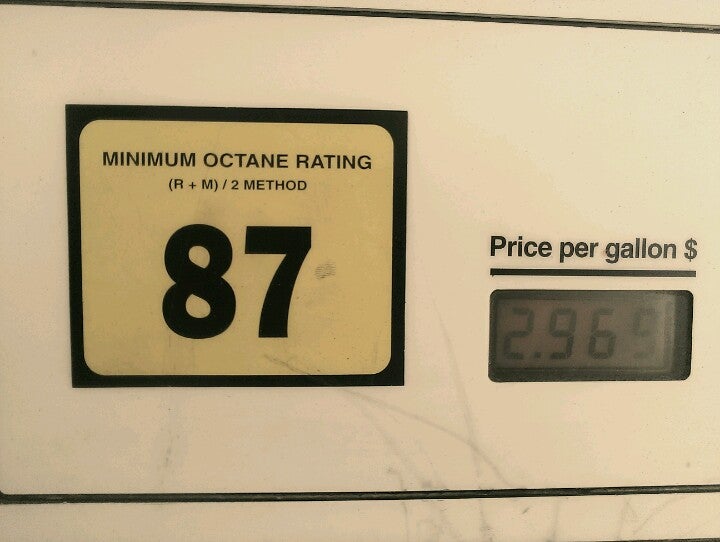 MINIMUM OCTANE RATING
(R + M) / 2 METHOD
87
Price per gallon $
2.969